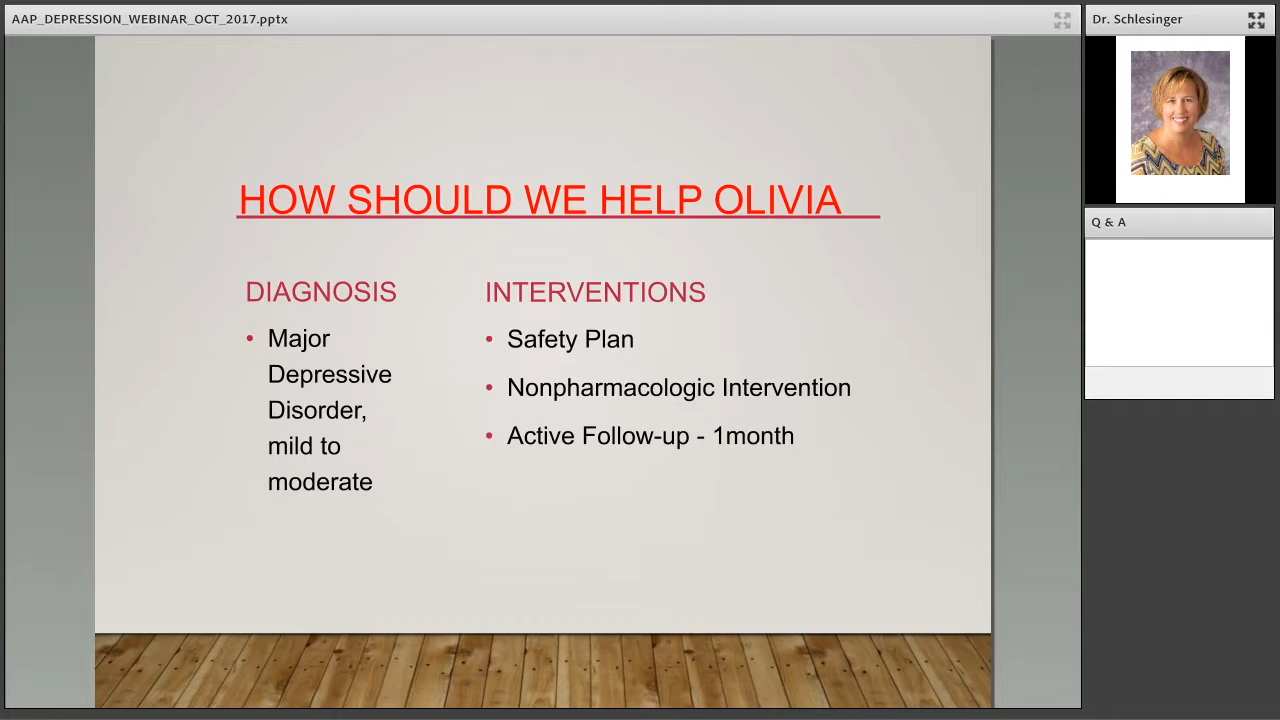 AAP_DEPRESSION_WEBINAR_OCT_2017.pptx
Dr. Schlesinger
Q & A
HOW SHOULD WE HELP OLIVIA
DIAGNOSIS
• Major
Depressive
Disorder,
mild to
moderate
INTERVENTIONS
• Safety Plan
• Nonpharmacologic Intervention
• Active Follow-up - 1month